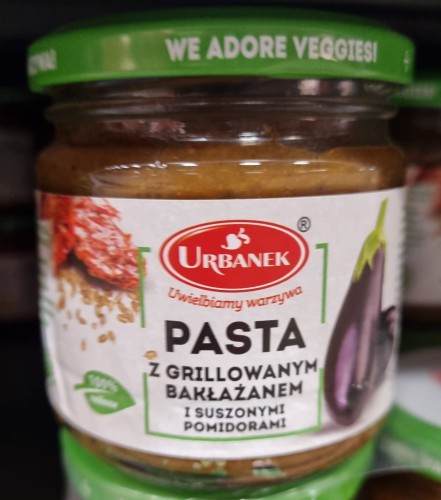 WE ADORE VEGGIES!
URBANEK®
Uwielbiamy warzywa
PASTA
Z GRILLOWANYM
BAKŁAŻANEM
I SUSZONYMI
POMIDORAMI
100%